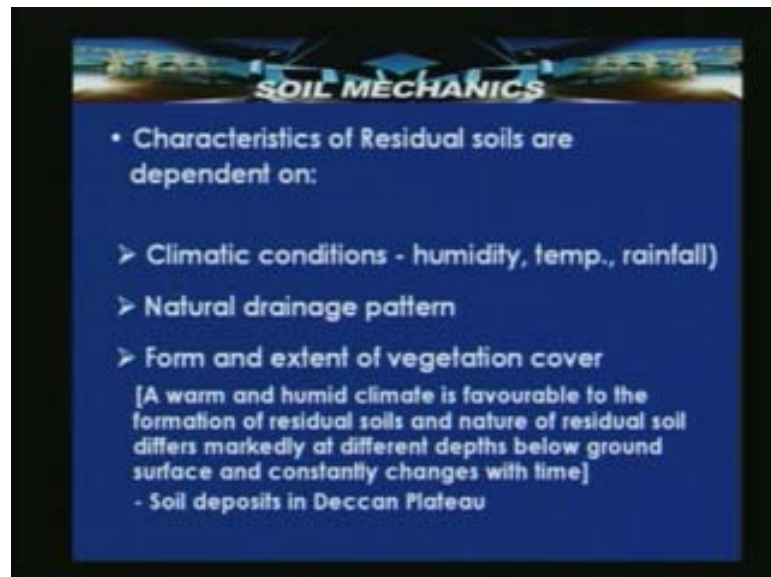 SOIL MECHANICS
• Characteristics of Residual soils are
dependent on:
➢ Climatic conditions - humidity, temp., rainfall)
➢ Natural drainage pattern
➢ Form and extent of vegetation cover
[A warm and humid climate is favourable to the
formation of residual soils and nature of residual soil
differs markedly at different depths below ground
surface and constantly changes with time]
- Soil deposits in Deccan Plateau